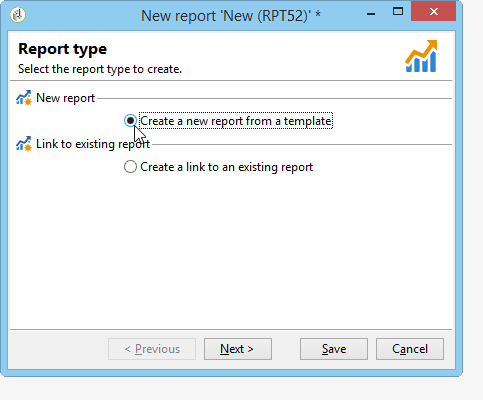 New report 'New (RPT52)' *
Report type
Select the report type to create.
New report
Create a new report from a template
Link to existing report
Create a link to an existing report
< Previous
Next >
Save
Cancel